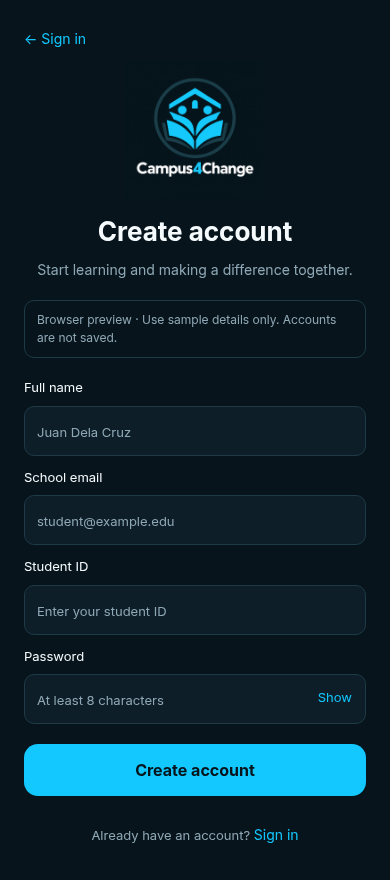 ← Sign in
Campus4Change
Create account
Start learning and making a difference together.
Browser preview · Use sample details only. Accounts
are not saved.
Full name
Juan Dela Cruz
School email
student@example.edu
Student ID
Enter your student ID
Password
At least 8 characters
Show
Create account
Already have an account? Sign in